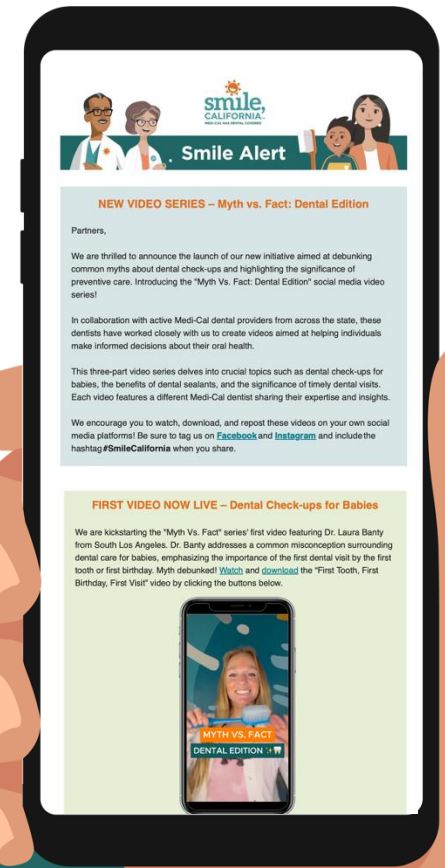 smile,
CALIFORNIA
MEDI-CAL HAS DENTAL COVERED
Smile Alert
NEW VIDEO SERIES – Myth vs. Fact: Dental Edition
Partners,
We are thrilled to announce the launch of our new initiative aimed at debunking
common myths about dental check-ups and highlighting the significance of
preventive care. Introducing the "Myth Vs. Fact: Dental Edition" social media video
series!
In collaboration with active Medi-Cal dental providers from across the state, these
dentists have worked closely with us to create videos aimed at helping individuals
make informed decisions about their oral health.
This three-part video series delves into crucial topics such as dental check-ups for
babies, the benefits of dental sealants, and the significance of timely dental visits.
Each video features a different Medi-Cal dentist sharing their expertise and insights.
We encourage you to watch, download, and repost these videos on your own social
media platforms! Be sure to tag us on Facebook and Instagram and include the
hashtag #SmileCalifornia when you share.
FIRST VIDEO NOW LIVE – Dental Check-ups for Babies
We are kickstarting the "Myth Vs. Fact" series' first video featuring Dr. Laura Banty
from South Los Angeles. Dr. Banty addresses a common misconception surrounding
dental care for babies, emphasizing the importance of the first dental visit by the first
tooth or first birthday. Myth debunked! Watch and download the "First Tooth, First
Birthday, First Visit" video by clicking the buttons below.
MYTH VS. FACT
DENTAL EDITION